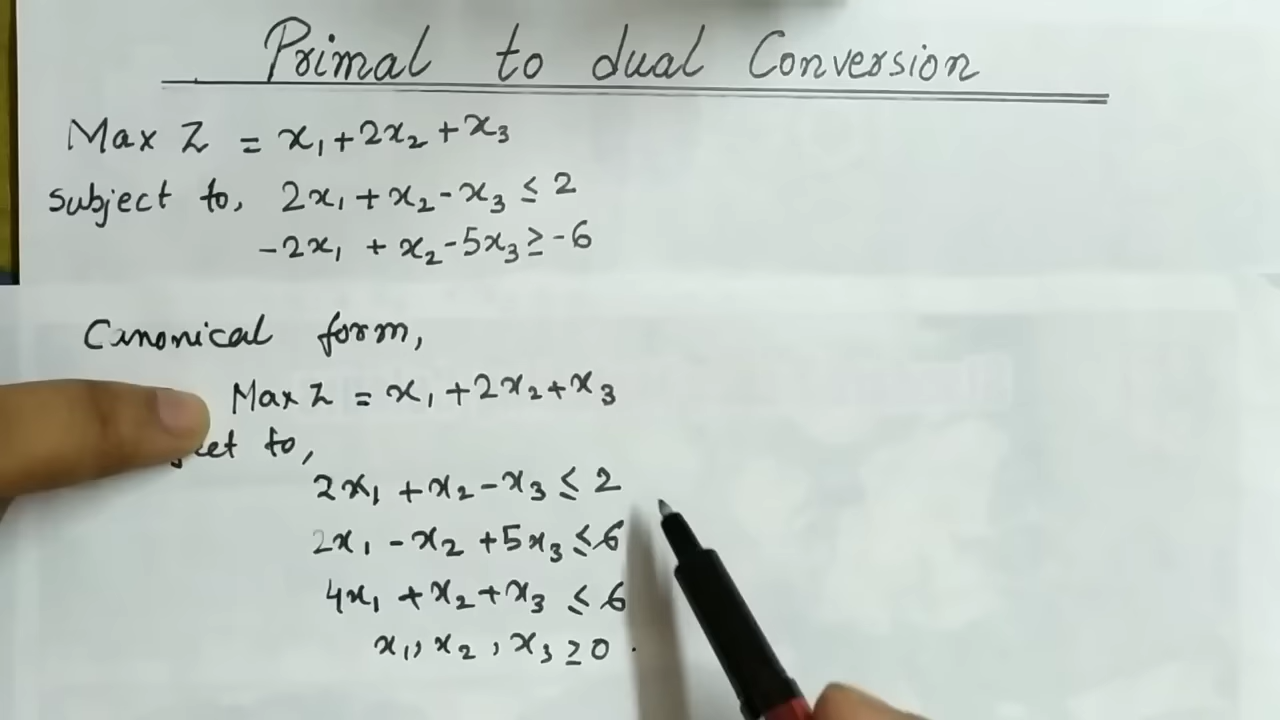 Primal to dual Conversion
Max Z = x₁ + 2x₂ + x₃
Subject to, 2x₁ + x₂ - x₃ ≤ 2
-2x₁ + x₂ - 5x₃ ≥ -6
Canonical form,
Max Z = x₁ + 2x₂ + x₃
to,
2x₁ + x₂ - x₃ ≤ 2
2x₁ - x₂ + 5x₃ ≤ 6
4x₁ + x₂ + x₃ ≤ 6
x₁, x₂, x₃ ≥ 0.